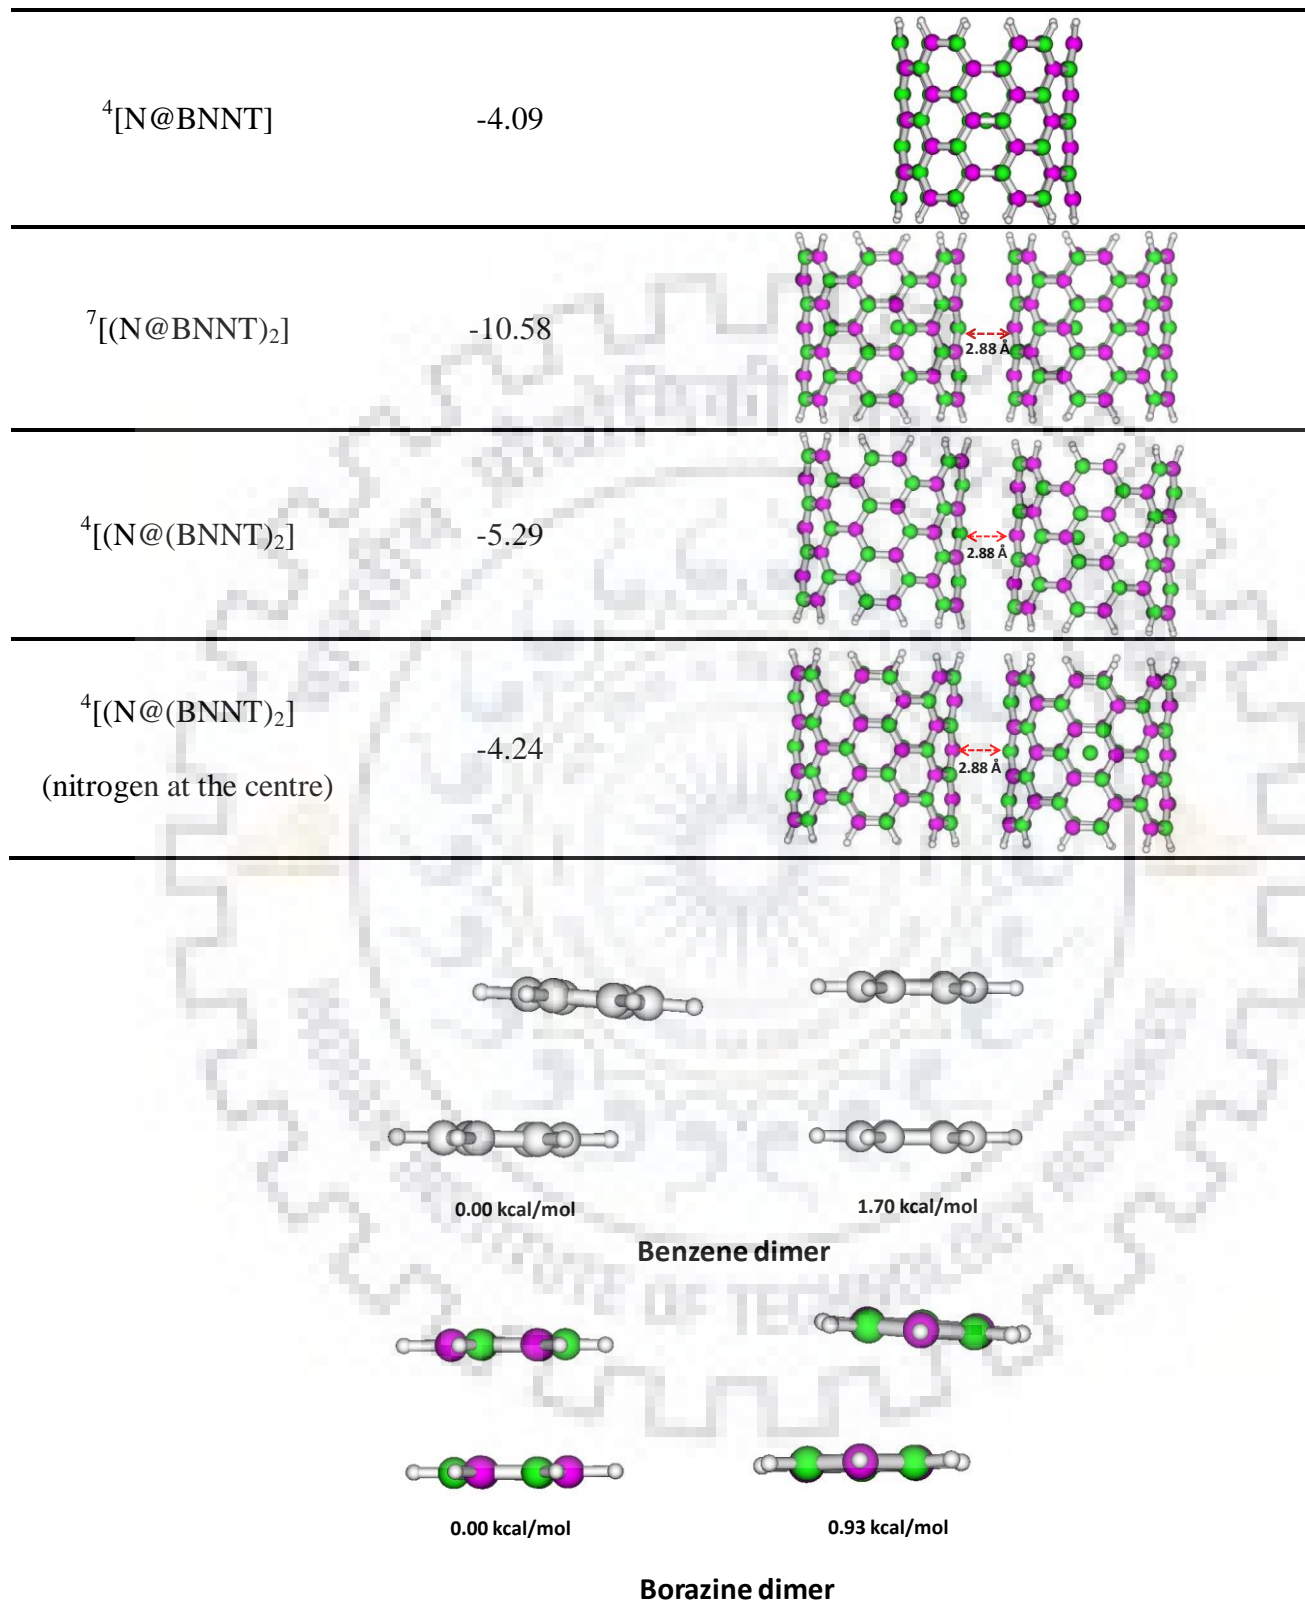 ⁴[N@BNNT] -4.09
⁷[(N@BNNT)₂] -10.58
2.88 Å
⁴[(N@(BNNT)₂] -5.29
2.88 Å
⁴[(N@(BNNT)₂]
(nitrogen at the centre) -4.24
2.88 Å
0.00 kcal/mol 1.70 kcal/mol
Benzene dimer
0.00 kcal/mol 0.93 kcal/mol
Borazine dimer